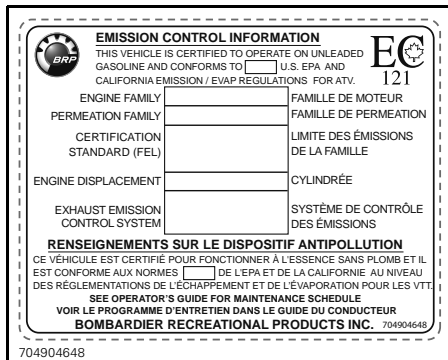 EMISSION CONTROL INFORMATION
BRP
THIS VEHICLE IS CERTIFIED TO OPERATE ON UNLEADED
GASOLINE AND CONFORMS TO U.S. EPA AND
CALIFORNIA EMISSION / EVAP REGULATIONS FOR ATV.
EC
121
ENGINE FAMILY FAMILLE DE MOTEUR
PERMEATION FAMILY FAMILLE DE PERMEATION
CERTIFICATION LIMITE DES ÉMISSIONS
STANDARD (FEL) DE LA FAMILLE
ENGINE DISPLACEMENT CYLINDRÉE
EXHAUST EMISSION SYSTÈME DE CONTRÔLE
CONTROL SYSTEM DES ÉMISSIONS
RENSEIGNEMENTS SUR LE DISPOSITIF ANTIPOLLUTION
CE VÉHICULE EST CERTIFIÉ POUR FONCTIONNER À L'ESSENCE SANS PLOMB ET IL
EST CONFORME AUX NORMES DE L'EPA ET DE LA CALIFORNIE AU NIVEAU
DES RÉGLEMENTATIONS DE L'ÉCHAPPEMENT ET DE L'ÉVAPORATION POUR LES VTT.
SEE OPERATOR'S GUIDE FOR MAINTENANCE SCHEDULE
VOIR LE PROGRAMME D'ENTRETIEN DANS LE GUIDE DU CONDUCTEUR
BOMBARDIER RECREATIONAL PRODUCTS INC. 704904648
704904648